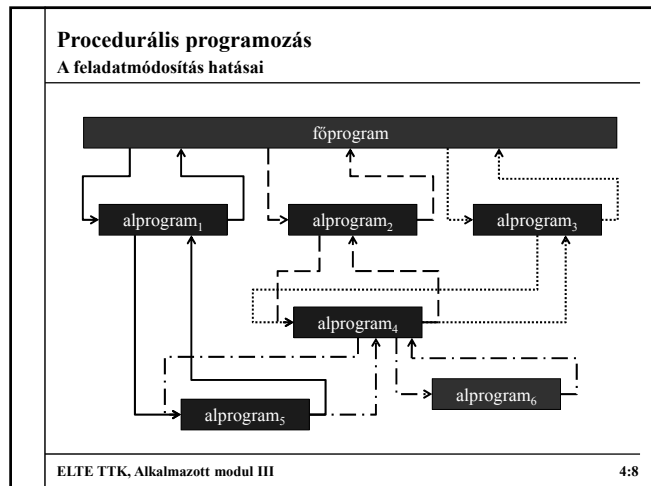 Procedurális programozás
A feladatmódosítás hatásai
főprogram
alprogram₁ alprogram₂ alprogram₃
alprogram₄
alprogram₅ alprogram₆
ELTE TTK, Alkalmazott modul III 4:8